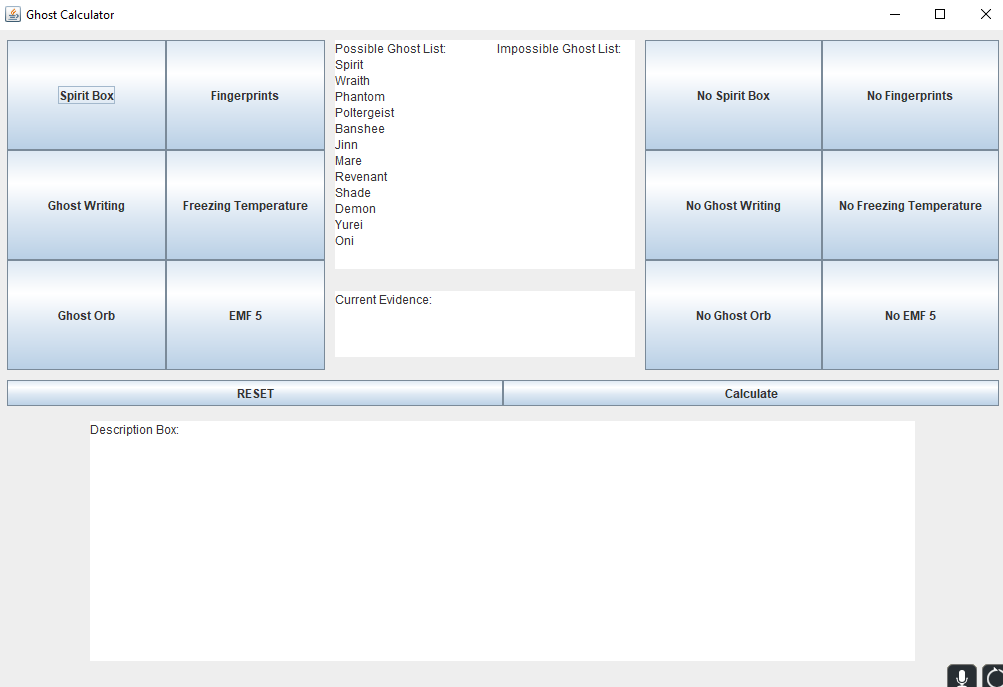 Ghost Calculator
Spirit Box
Fingerprints
Ghost Writing
Freezing Temperature
Ghost Orb
EMF 5
Possible Ghost List: Impossible Ghost List:
Spirit
Wraith
Phantom
Poltergeist
Banshee
Jinn
Mare
Revenant
Shade
Demon
Yurei
Oni
Current Evidence:
No Spirit Box
No Fingerprints
No Ghost Writing
No Freezing Temperature
No Ghost Orb
No EMF 5
RESET
Calculate
Description Box: